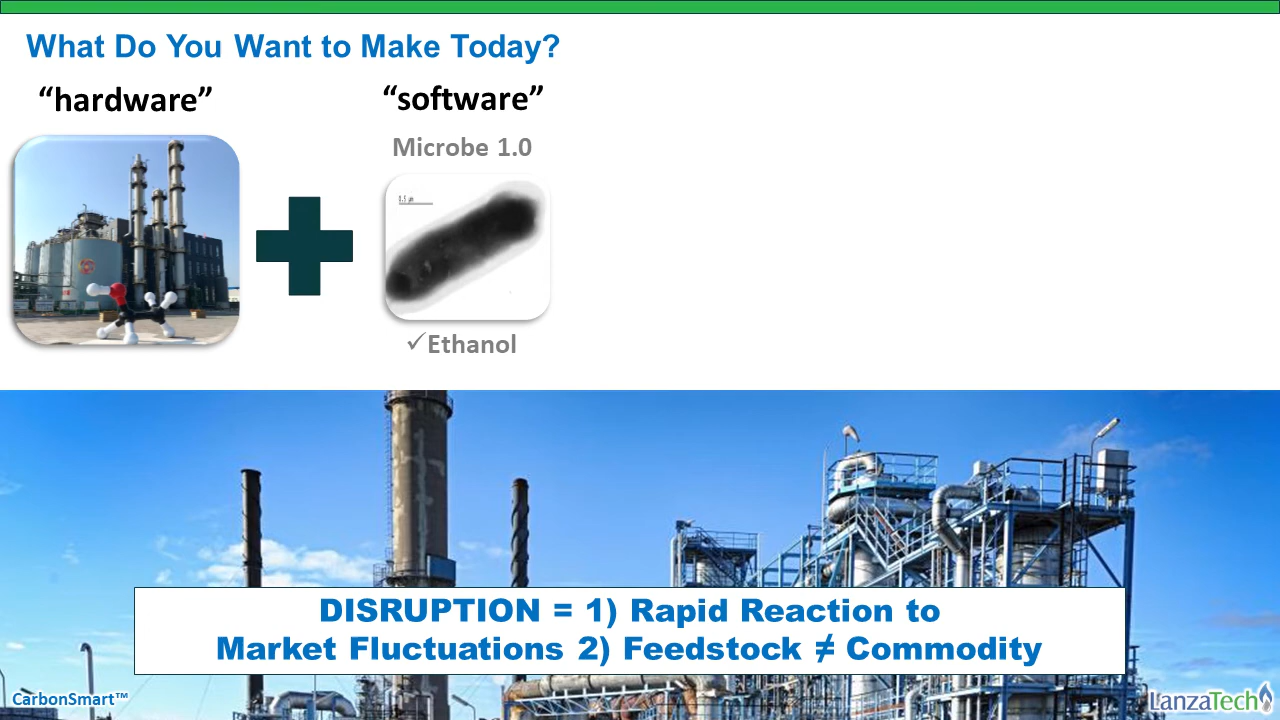 What Do You Want to Make Today?
“hardware”
“software”
Microbe 1.0
✓Ethanol
DISRUPTION = 1) Rapid Reaction to
Market Fluctuations 2) Feedstock ≠ Commodity
CarbonSmart™
LanzaTech